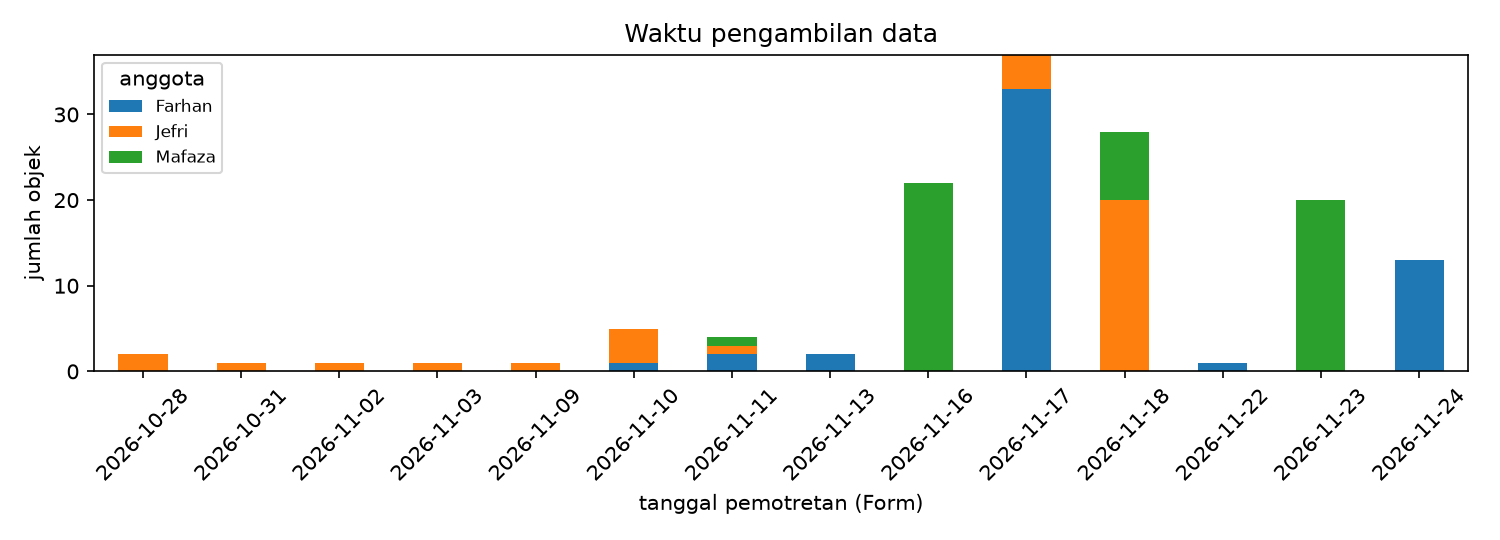 Waktu pengambilan data
anggota
Farhan
Jefri
Mafaza
jumlah objek
30
20
10
0
2026-10-28
2026-10-31
2026-11-02
2026-11-03
2026-11-09
2026-11-10
2026-11-11
2026-11-13
2026-11-16
2026-11-17
2026-11-18
2026-11-22
2026-11-23
2026-11-24
tanggal pemotretan (Form)